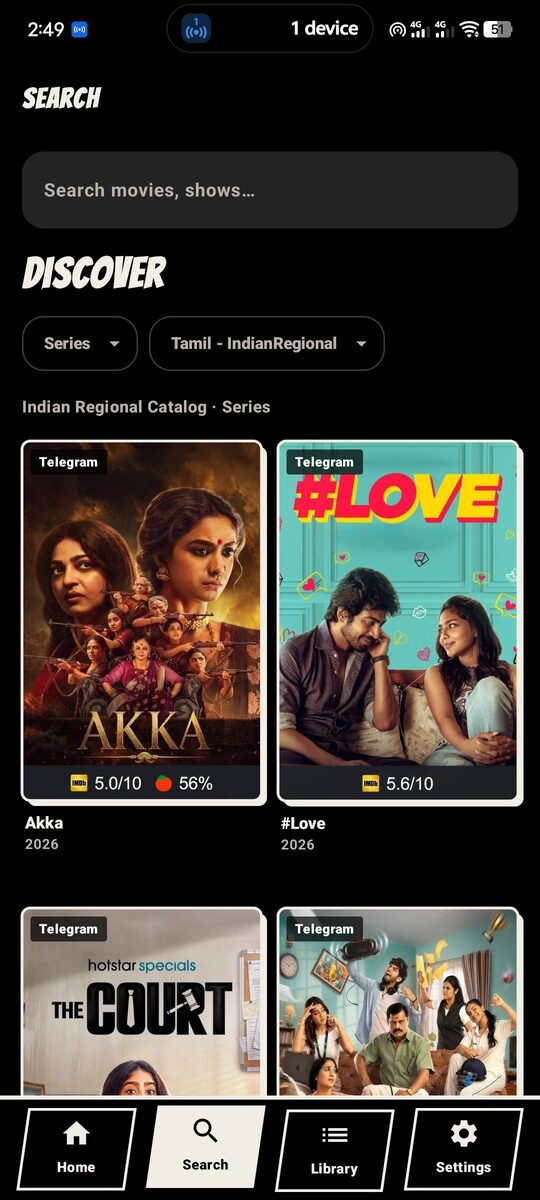 2:49
1
1 device
4G
4G
51
SEARCH
Search movies, shows…
DISCOVER
Series
Tamil - IndianRegional
Indian Regional Catalog · Series
Telegram
AKKA
IMDb 5.0/10 56%
Akka
2026
Telegram
#LOVE
IMDb 5.6/10
#Love
2026
Telegram
hotstar specials
THE COURT
Telegram
Home
Search
Library
Settings